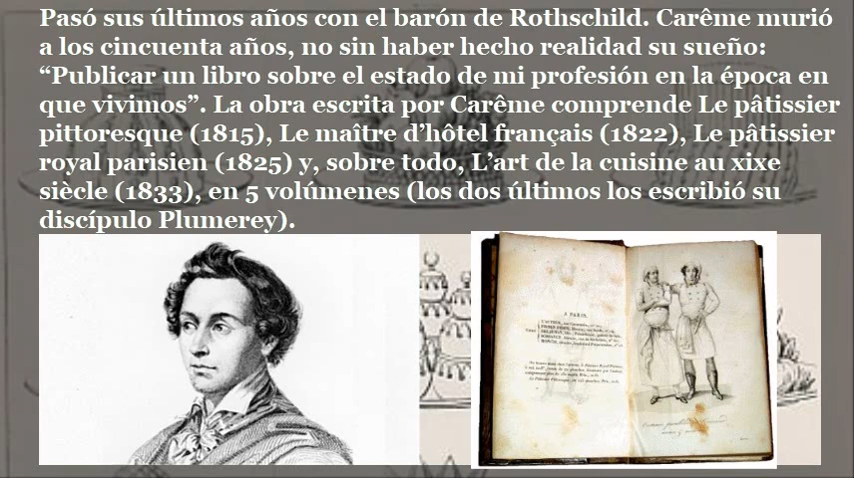 Pasó sus últimos años con el barón de Rothschild. Carême murió
a los cincuenta años, no sin haber hecho realidad su sueño:
“Publicar un libro sobre el estado de mi profesión en la época en
que vivimos”. La obra escrita por Carême comprende Le pâtissier
pittoresque (1815), Le maître d’hôtel français (1822), Le pâtissier
royal parisien (1825) y, sobre todo, L’art de la cuisine au xixe
siècle (1833), en 5 volúmenes (los dos últimos los escribió su
discípulo Plumerey).
A PARIS,